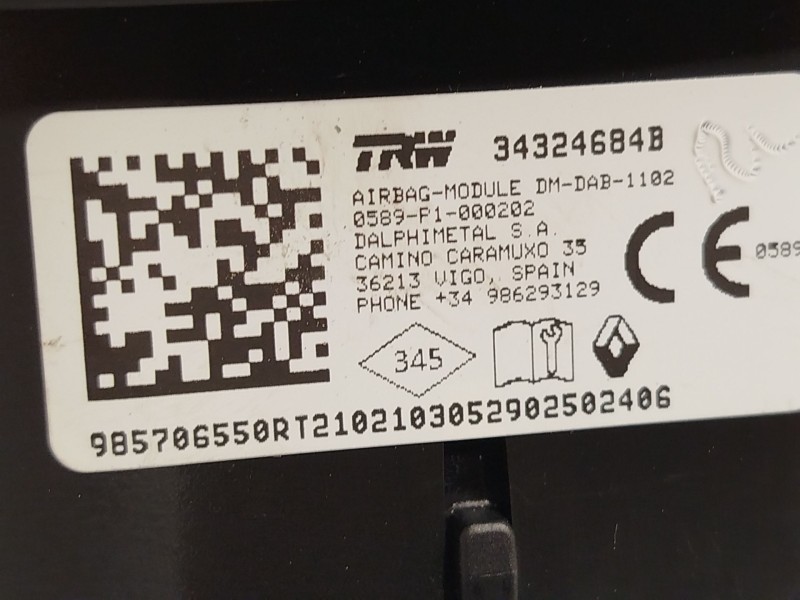 TRW 34324684B
AIRBAG-MODULE DM-DAB-1102
0589-P1-000202
DALPHIMETAL S.A.
CAMINO CARAMUXO 35
36213 VIGO, SPAIN
PHONE +34 986293129
CE 0589
345
985706550RT2102103052902502406